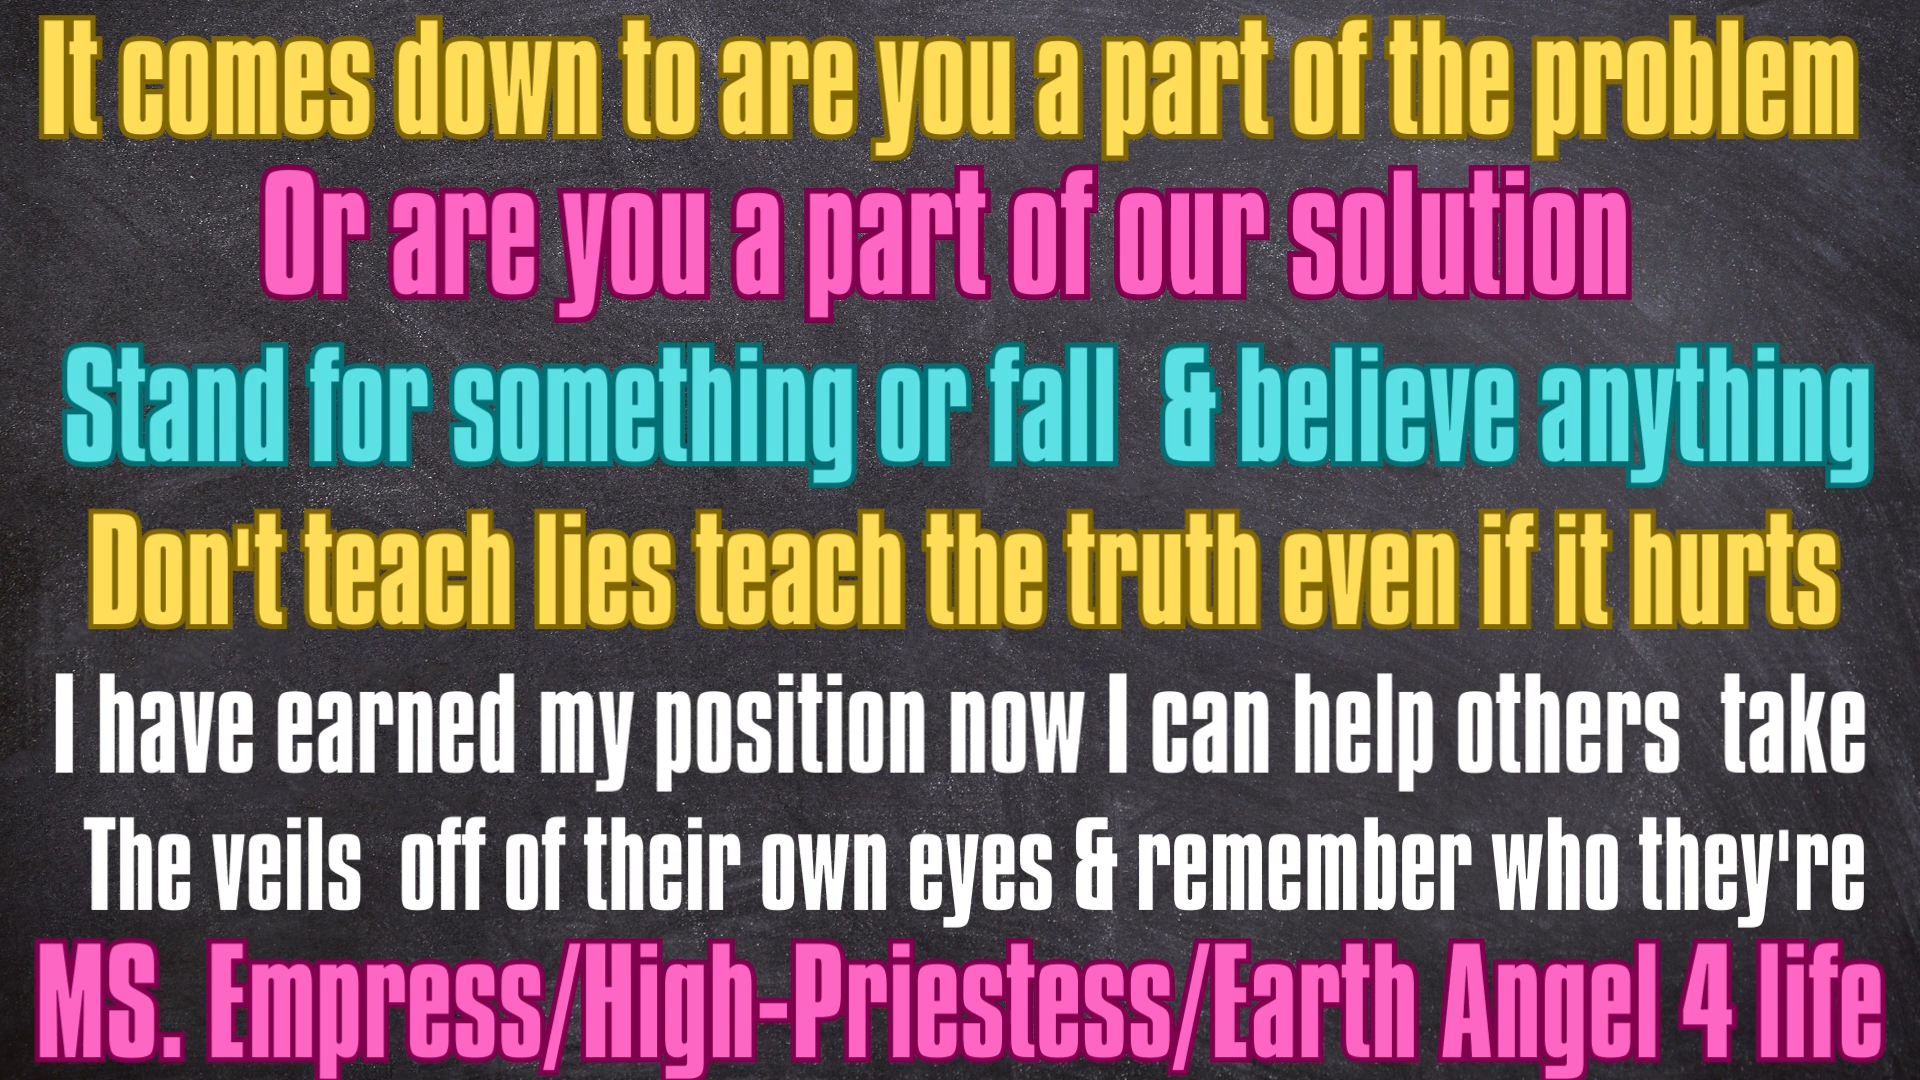 It comes down to are you a part of the problem
Or are you a part of our solution
Stand for something or fall & believe anything
Don't teach lies teach the truth even if it hurts
I have earned my position now I can help others take
The veils off of their own eyes & remember who they're
MS. Empress/High-Priestess/Earth Angel 4 life